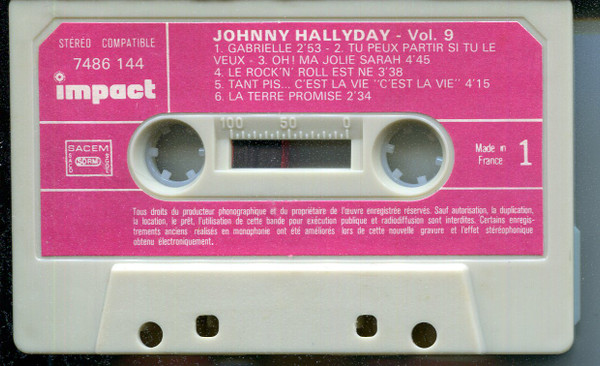 JOHNNY HALLYDAY - Vol. 9
STÉRÉO COMPATIBLE
7486 144
impact
1. GABRIELLE 2'53 - 2. TU PEUX PARTIR SI TU LE
VEUX - 3. OH! MA JOLIE SARAH 4'45
4. LE ROCK'N' ROLL EST NE 3'38
5. TANT PIS... C'EST LA VIE "C'EST LA VIE" 4'15
6. LA TERRE PROMISE 2'34
100 50 0
SACEM
SDRM
Made in
France
1
Tous droits du producteur phonographique et du propriétaire de l'œuvre enregistrée réservés. Sauf autorisation, la duplication,
la location, le prêt, l'utilisation de cette bande pour exécution publique et radiodiffusion sont interdites. Certains enregis-
trements anciens réalisés en monophonie ont été améliorés lors de cette nouvelle gravure et l'effet stéréophonique
obtenu électroniquement.